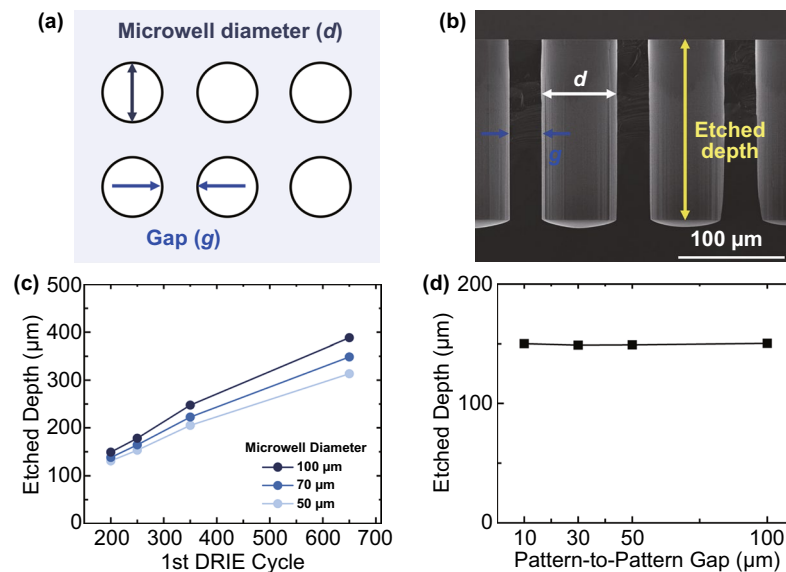 (a)
Microwell diameter (d)
Gap (g)
(b)
d
g
Etched
depth
100 µm
(c)
500
400
300
200
100
0
Etched Depth (µm)
200 300 400 500 600 700
1st DRIE Cycle
Microwell Diameter
100 µm
70 µm
50 µm
(d)
200
100
0
Etched Depth (µm)
10 30 50 100
Pattern-to-Pattern Gap (µm)